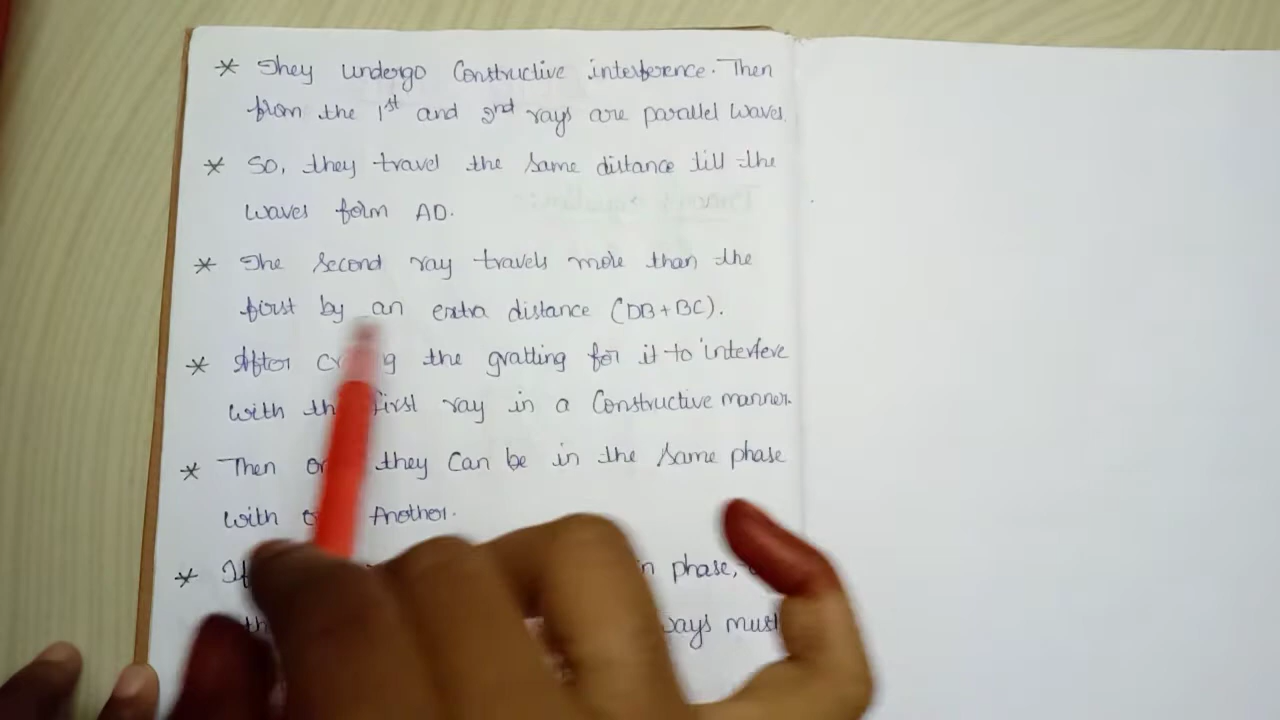 * They undergo Constructive interference. Then
from the 1st and 2nd rays are parallel waves.
* So, they travel the same distance till the
waves form AD.
* The second ray travels more than the
first by an extra distance (DB+BC).
* After the gratting for it to interfere
with first ray in a Constructive manner.
* Then they can be in the same phase
with Another.
* If phase,
must